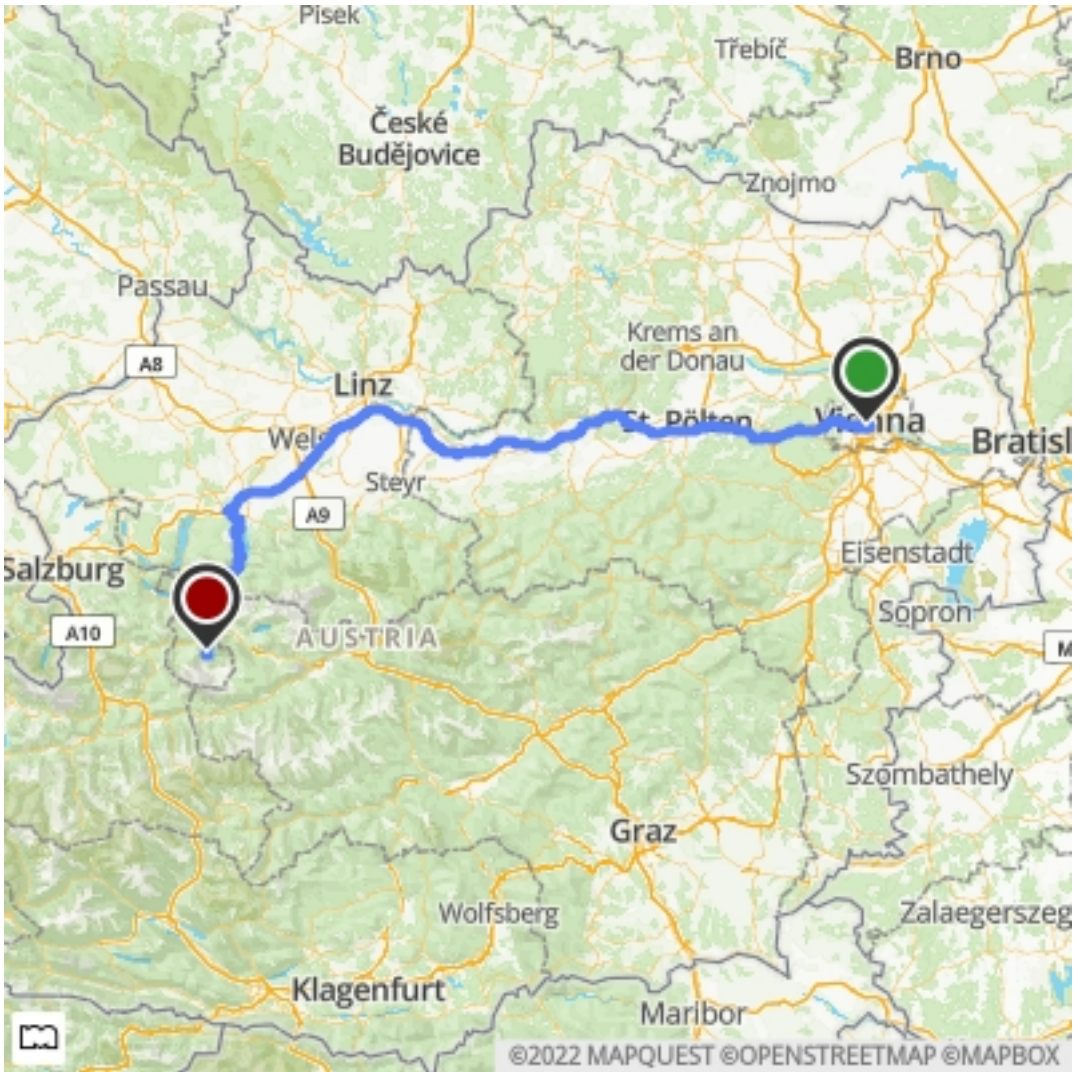 Písek
Třebíč
Brno
České
Budějovice
Znojmo
Passau
Krems an
der Donau
A8
Linz
St. Pölten
Vienna
Wels
Bratisl
Steyr
A9
Eisenstadt
Salzburg
Sopron
A10
AUSTRIA
M
Szombathely
Graz
Wolfsberg
Zalaegerszeg
Klagenfurt
Maribor
©2022 MAPQUEST ©OPENSTREETMAP ©MAPBOX